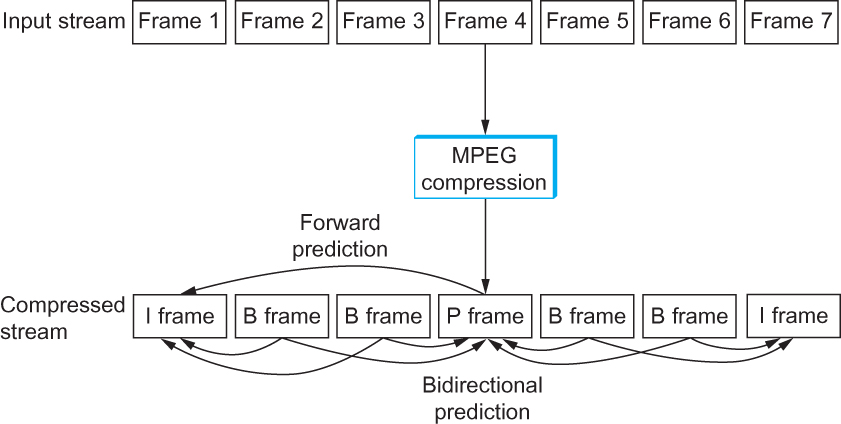 Input stream Frame 1 Frame 2 Frame 3 Frame 4 Frame 5 Frame 6 Frame 7
MPEG
compression
Forward
prediction
Compressed
stream
I frame B frame B frame P frame B frame B frame I frame
Bidirectional
prediction